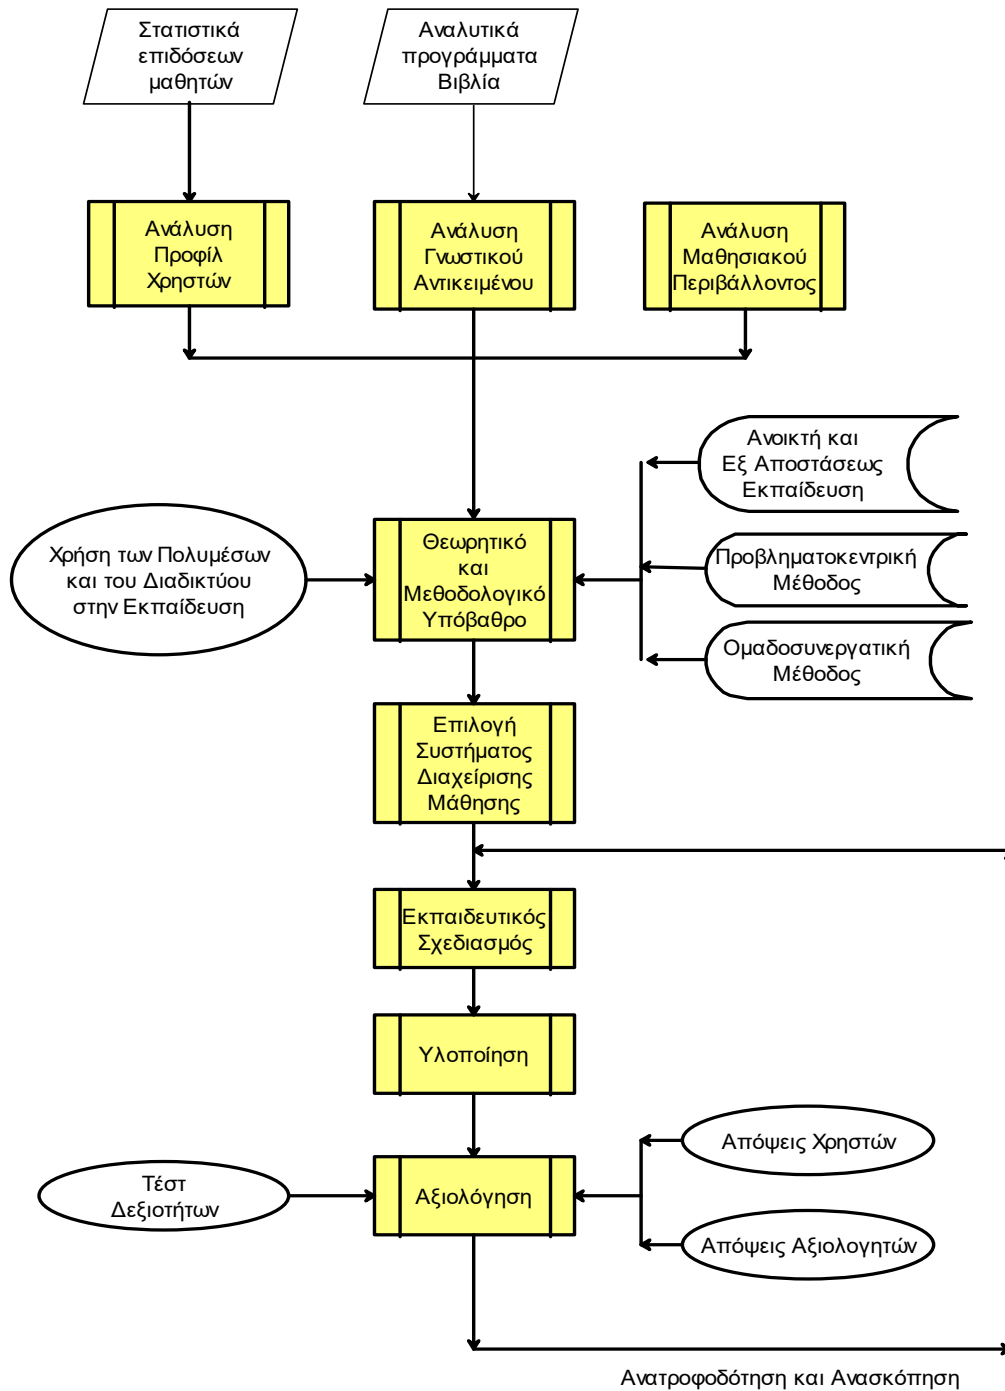 Στατιστικά
επιδόσεων
μαθητών
Αναλυτικά
προγράμματα
Βιβλία
Ανάλυση
Προφίλ
Χρηστών
Ανάλυση
Γνωστικού
Αντικειμένου
Ανάλυση
Μαθησιακού
Περιβάλλοντος
Ανοικτή και
Εξ Αποστάσεως
Εκπαίδευση
Χρήση των Πολυμέσων
και του Διαδικτύου
στην Εκπαίδευση
Θεωρητικό
και
Μεθοδολογικό
Υπόβαθρο
Προβληματοκεντρική
Μέθοδος
Ομαδοσυνεργατική
Μέθοδος
Επιλογή
Συστήματος
Διαχείρισης
Μάθησης
Εκπαιδευτικός
Σχεδιασμός
Υλοποίηση
Τέστ
Δεξιοτήτων
Αξιολόγηση
Απόψεις Χρηστών
Απόψεις Αξιολογητών
Ανατροφοδότηση και Ανασκόπηση